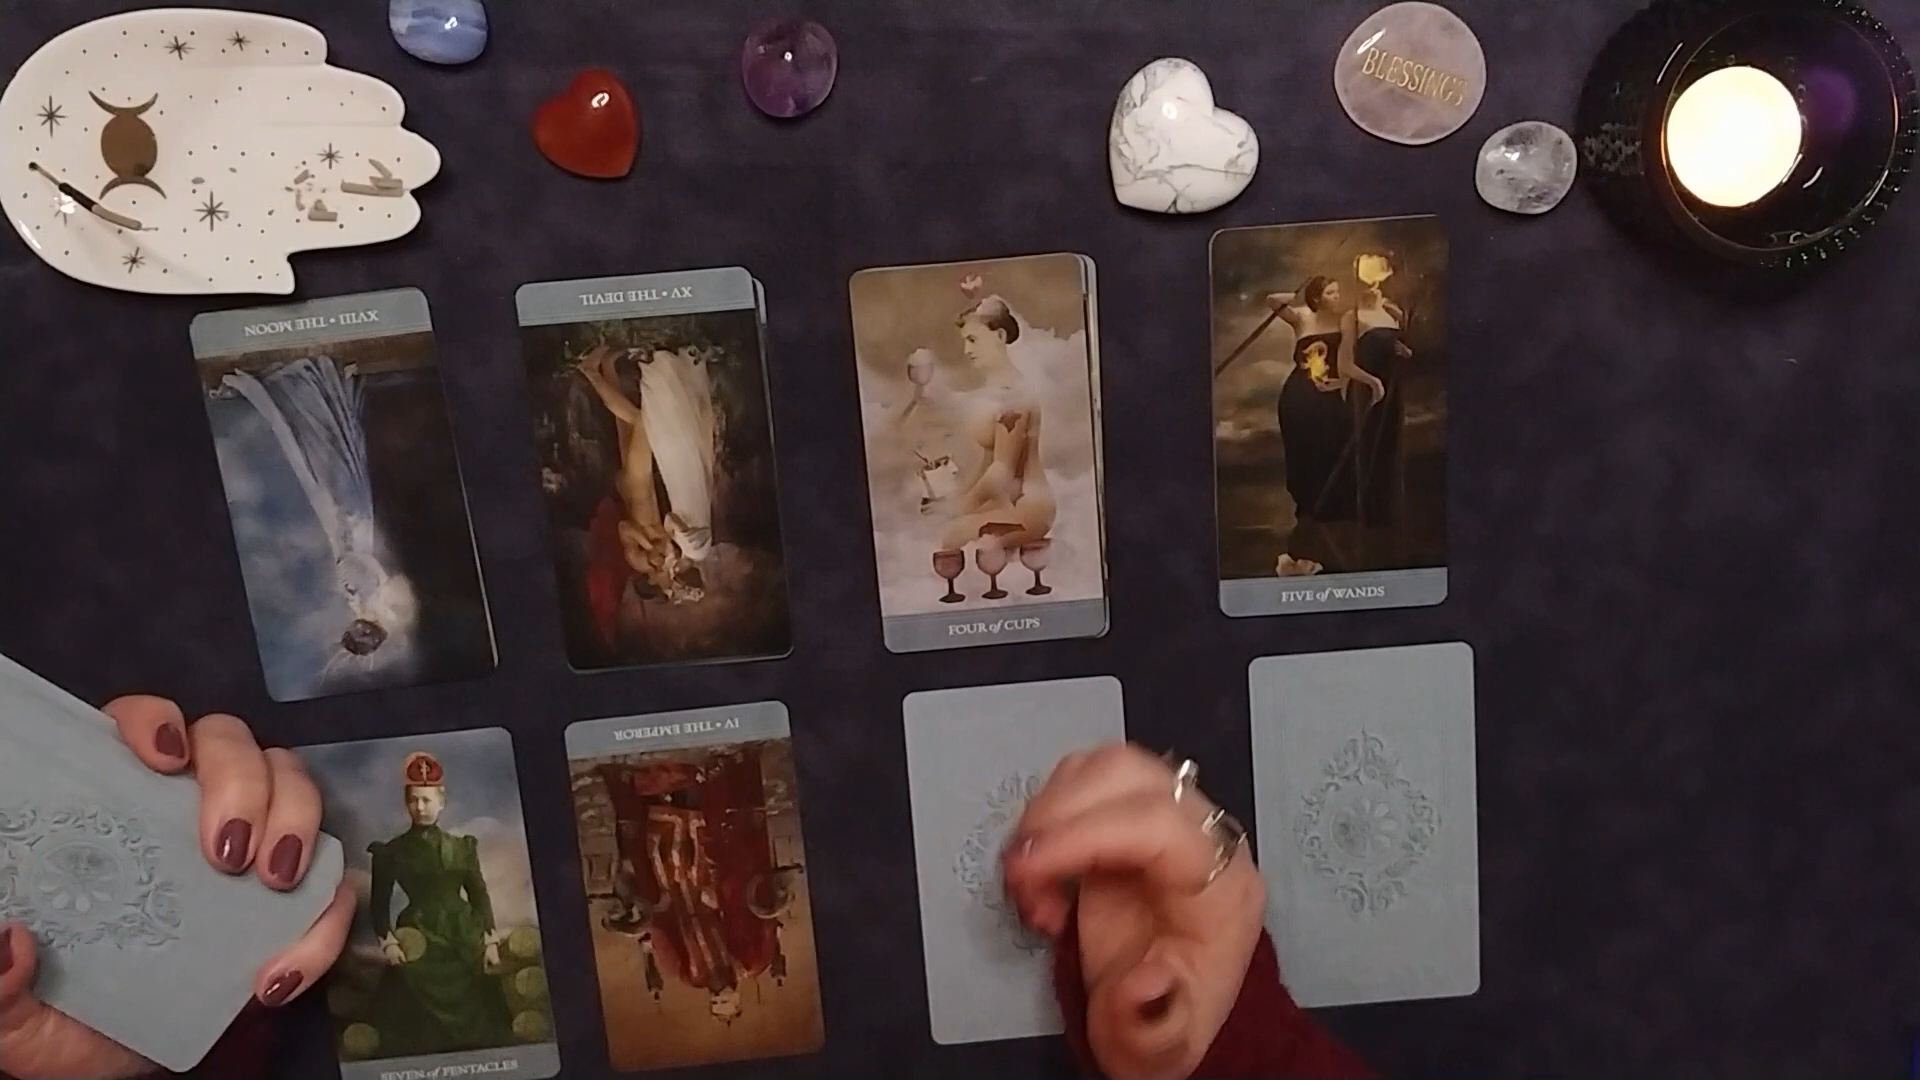 BLESSINGS
XVIII • THE MOON
XV • THE DEVIL
FOUR of CUPS
FIVE of WANDS
SEVEN of PENTACLES
IV • THE EMPEROR